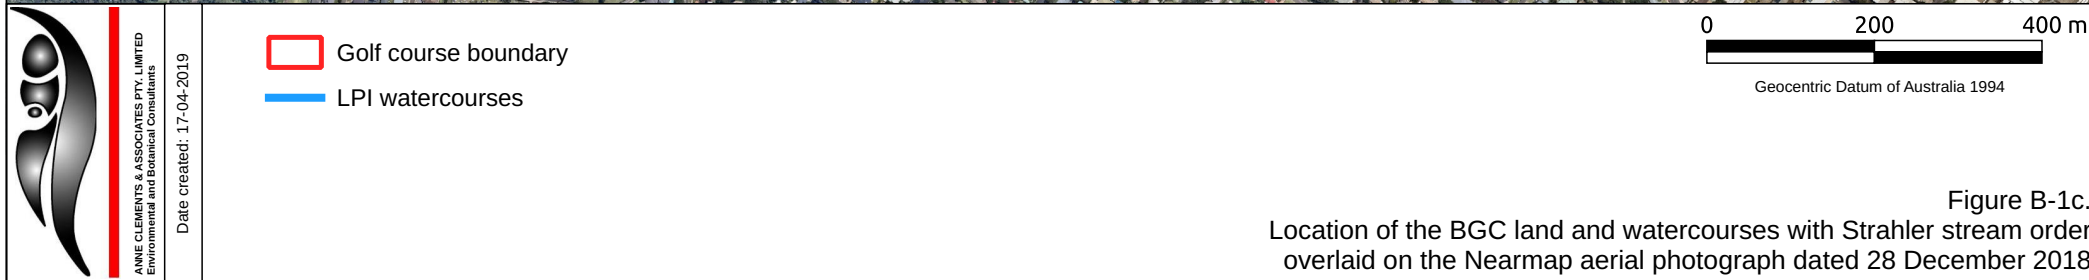 ANNE CLEMENTS & ASSOCIATES PTY. LIMITED
Environmental and Botanical Consultants
Date created: 17-04-2019
Golf course boundary
LPI watercourses
0 200 400 m
Geocentric Datum of Australia 1994
Figure B-1c.
Location of the BGC land and watercourses with Strahler stream order
overlaid on the Nearmap aerial photograph dated 28 December 2018